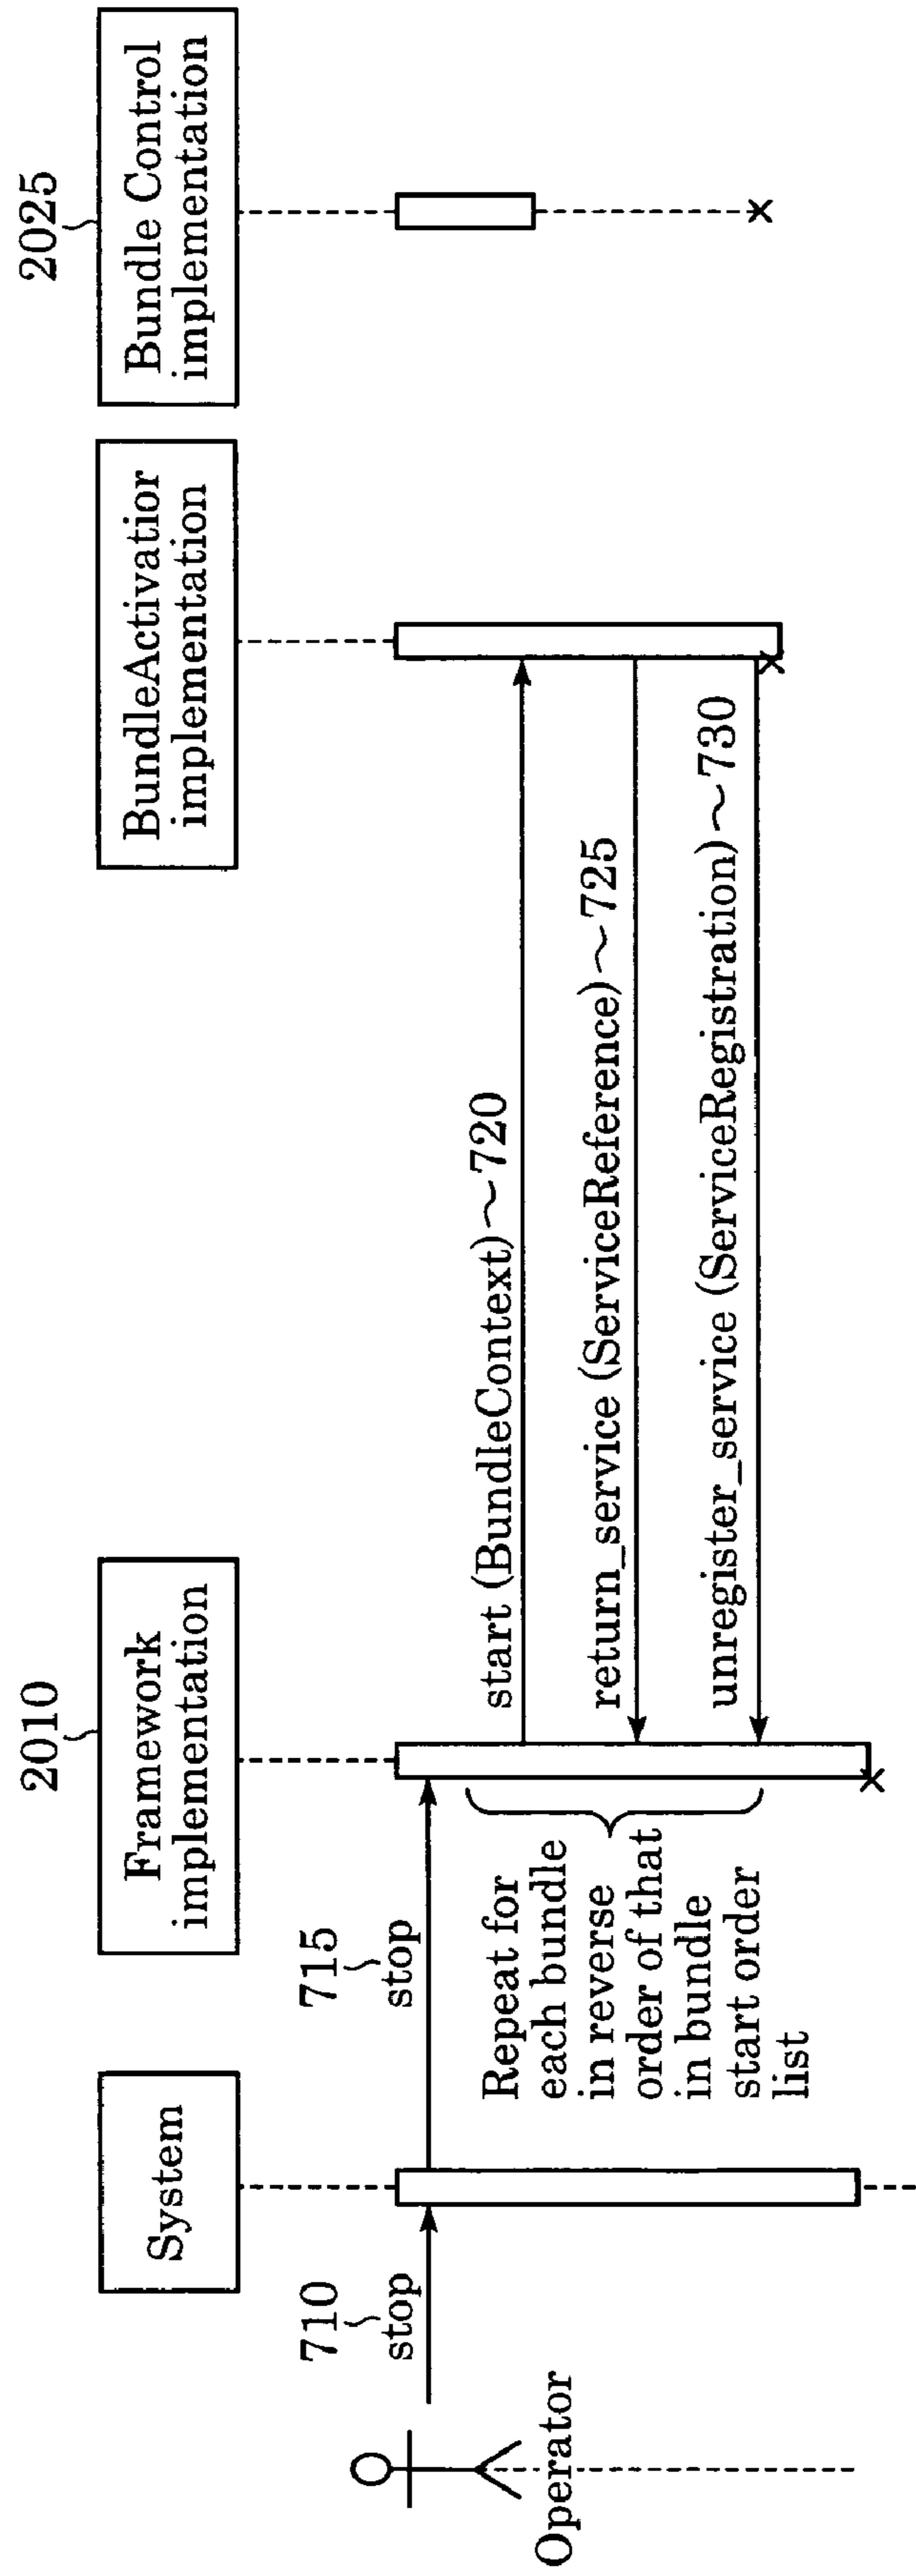 2010
2025
System
Framework
implementation
BundleActivatior
implementation
Bundle Control
implementation
710
stop
715
stop
start (BundleContext)~720
return_service (ServiceReference)~725
unregister_service (ServiceRegistration)~730
Repeat for
each bundle
in reverse
order of that
in bundle
start order
list
Operator